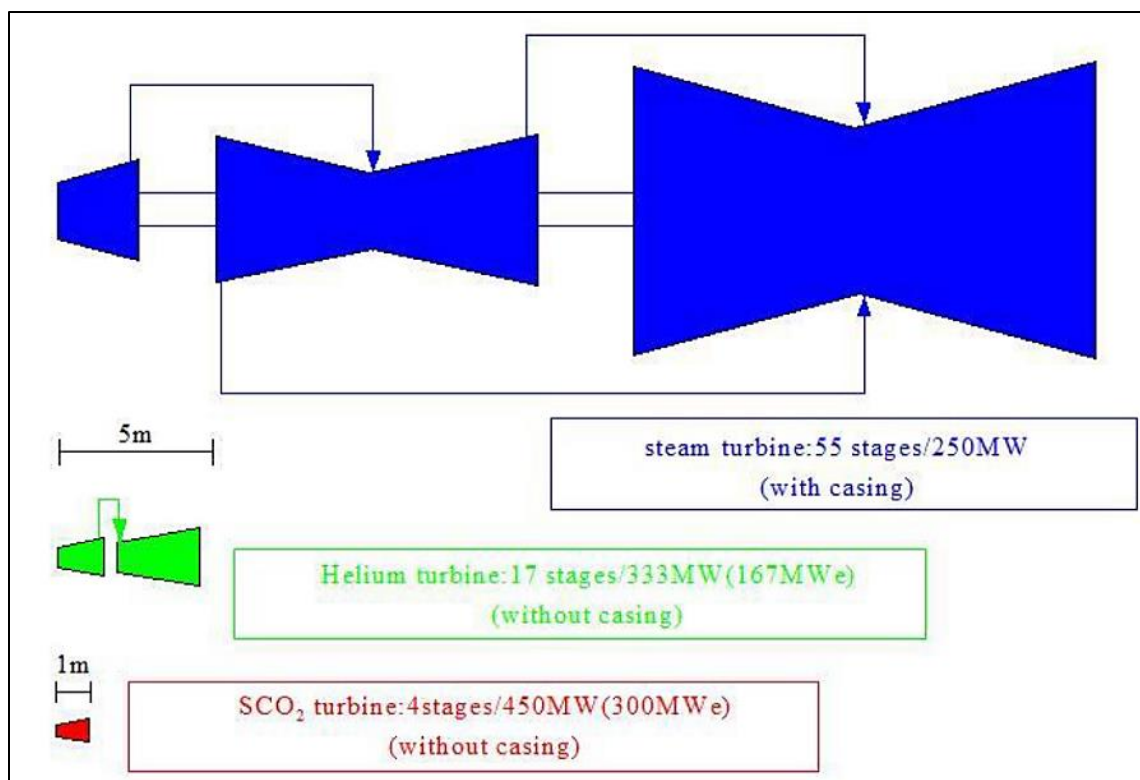 5m
steam turbine:55 stages/250MW
(with casing)
Helium turbine:17 stages/333MW(167MWe)
(without casing)
1m
SCO₂ turbine:4stages/450MW(300MWe)
(without casing)